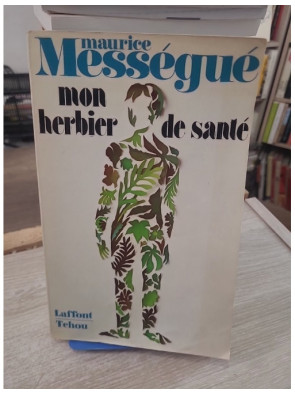 maurice
Mességué
mon
herbier de santé
Laffont
Tchou